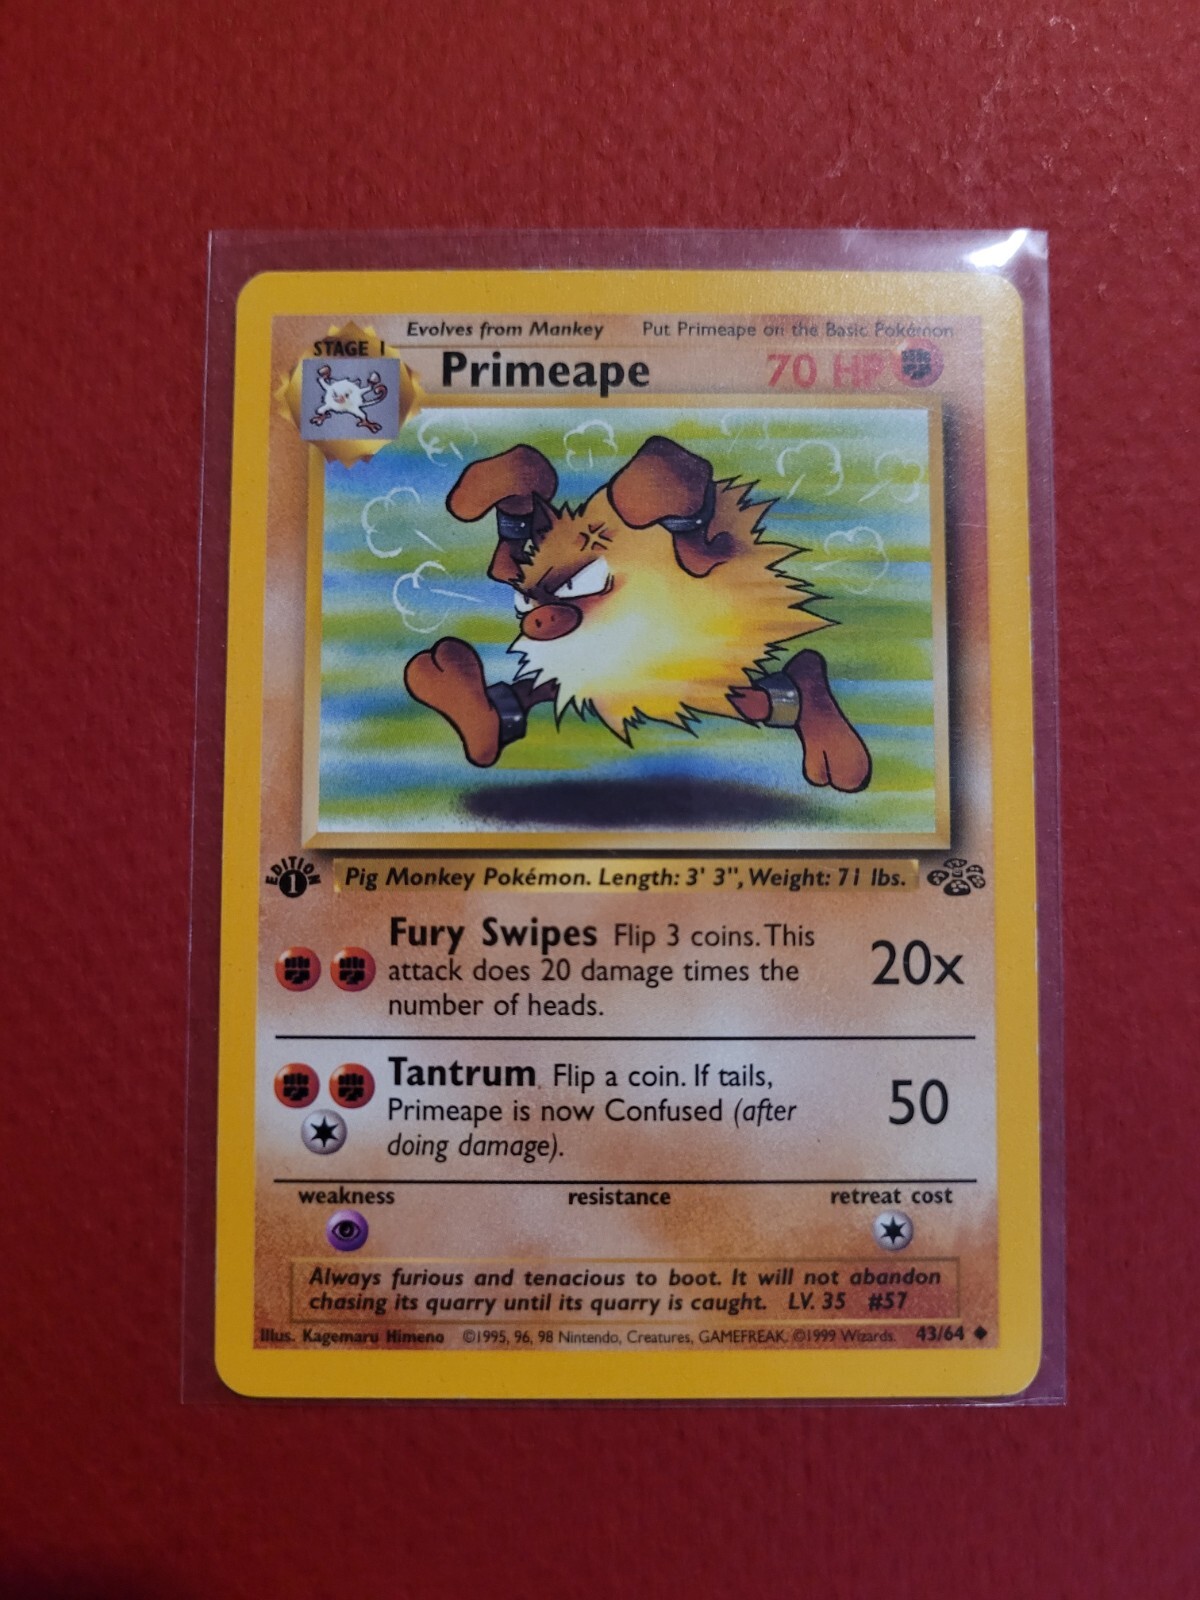 Evolves from Mankey Put Primeape on the Basic Pokémon
STAGE 1
Primeape 70 HP
EDITION 1
Pig Monkey Pokémon. Length: 3' 3", Weight: 71 lbs.
Fury Swipes Flip 3 coins. This
attack does 20 damage times the
number of heads.
20x
Tantrum Flip a coin. If tails,
Primeape is now Confused (after
doing damage).
50
weakness resistance retreat cost
Always furious and tenacious to boot. It will not abandon
chasing its quarry until its quarry is caught. LV. 35 #57
Illus. Kagemaru Himeno ©1995, 96, 98 Nintendo, Creatures, GAMEFREAK. ©1999 Wizards. 43/64